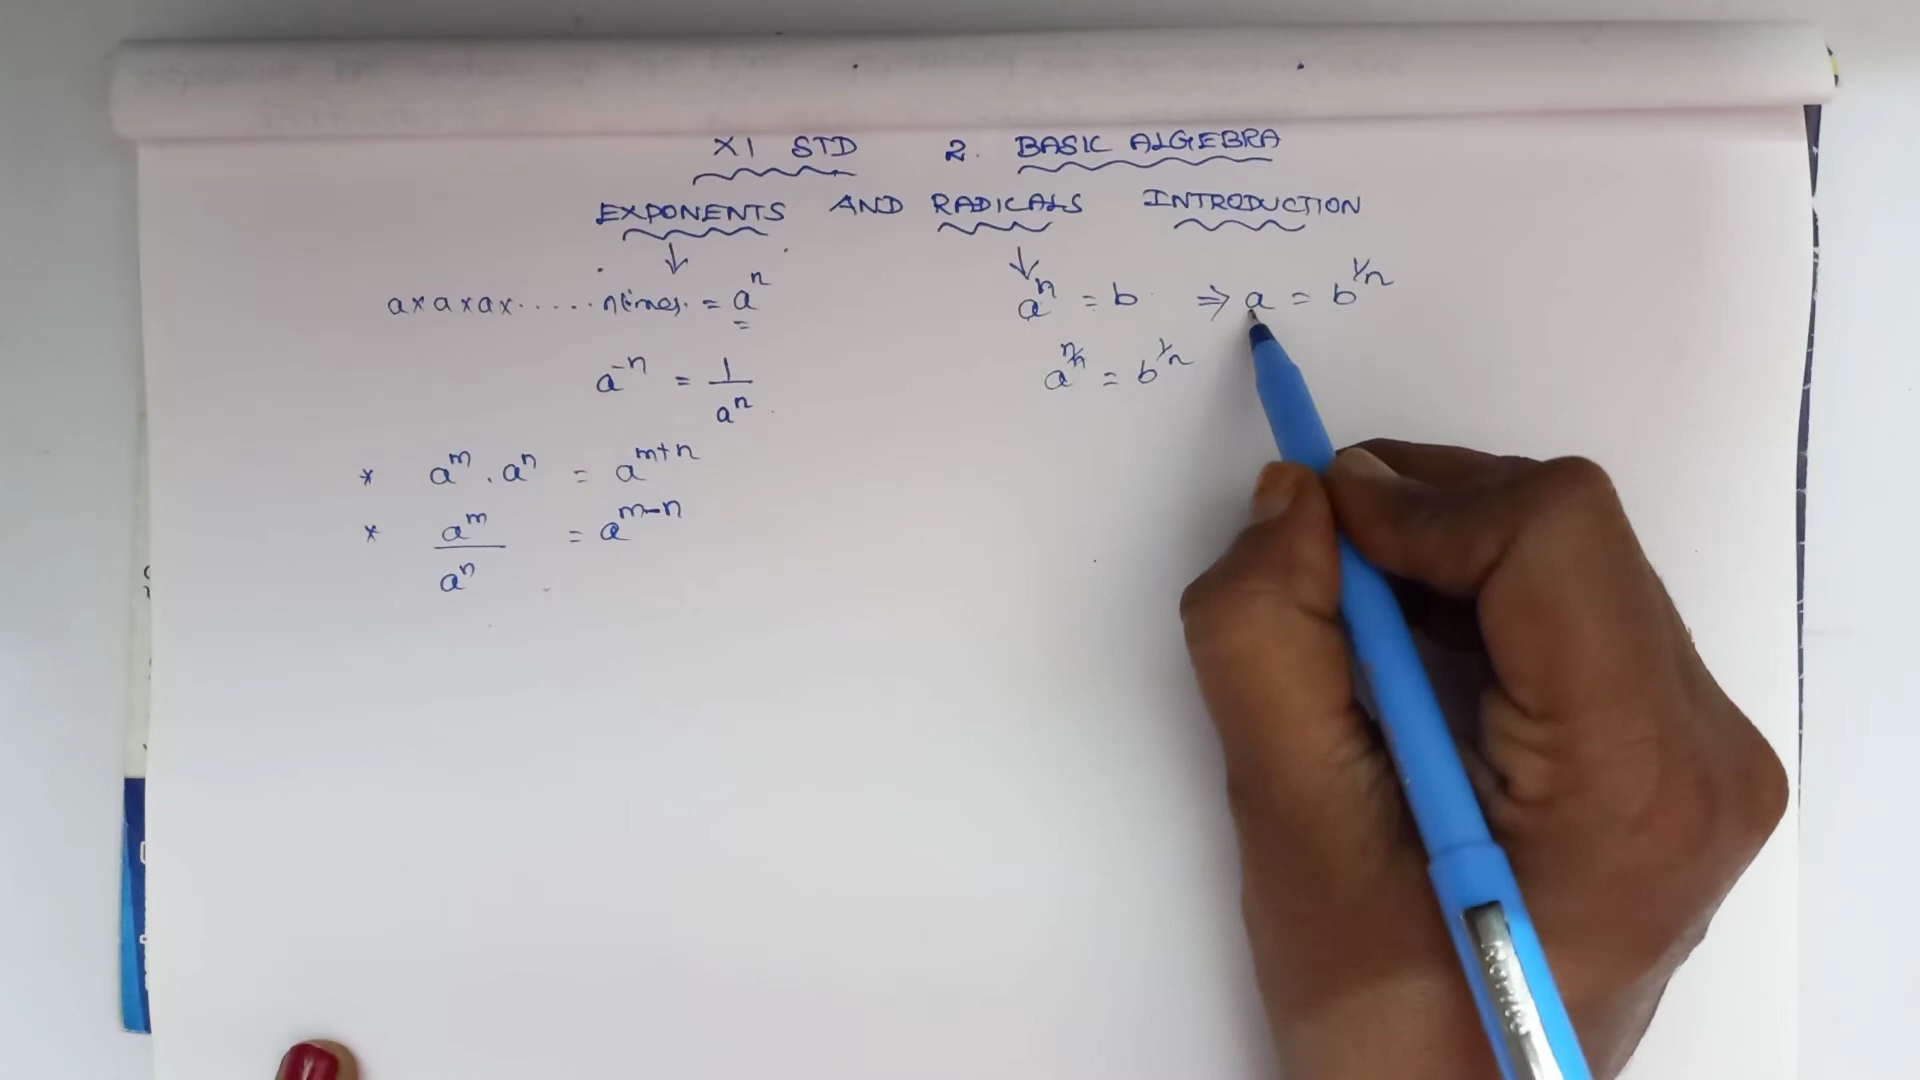 XI STD 2. BASIC ALGEBRA
EXPONENTS AND RADICALS INTRODUCTION
↓ ↓
a×a×a×...... n times. = aⁿ
a⁻ⁿ = 1/aⁿ
* aᵐ . aⁿ = aᵐ⁺ⁿ
* aᵐ/aⁿ = aᵐ⁻ⁿ
aⁿ = b ⇒ a = b^1/n
a^n/n = b^1/n